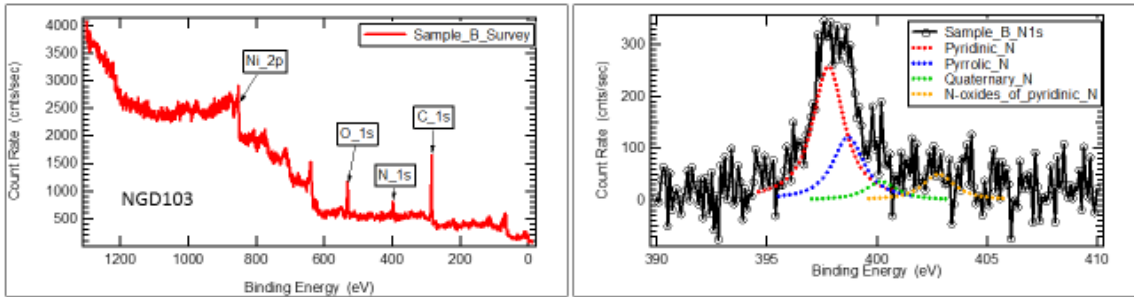 4000
3500
3000
2500
2000
1500
1000
500
Count Rate (cnts/sec)
Sample_B_Survey
Ni_2p
O_1s
N_1s
C_1s
NGD103
1200 1000 800 600 400 200 0
Binding Energy (eV)
300
200
100
0
Count Rate (cnts/sec)
Sample_B_N1s
Pyridinic_N
Pyrrolic_N
Quaternary_N
N-oxides_of_pyridinic_N
390 395 400 405 410
Binding Energy (eV)